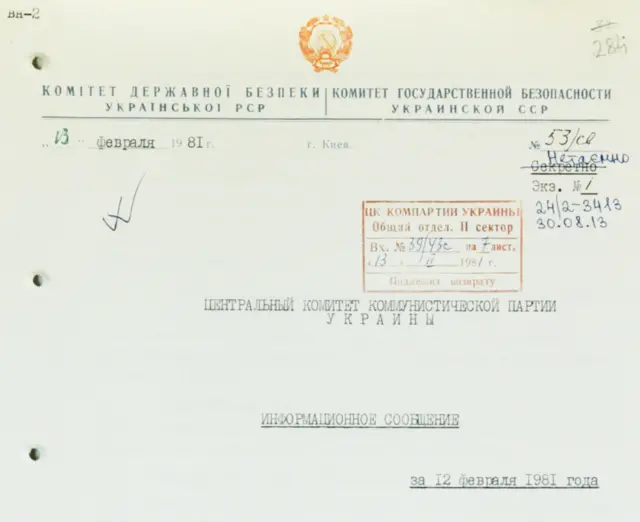 вн-2
284
КОМІТЕТ ДЕРЖАВНОЇ БЕЗПЕКИ
УКРАЇНСЬКОЇ РСР
КОМИТЕТ ГОСУДАРСТВЕННОЙ БЕЗОПАСНОСТИ
УКРАИНСКОЙ ССР
„13" февраля 1981 г.
г. Киев
№ 53/св
Нетаємно
Секретно
Экз. № 1
24/2-3413
30.08.13
ЦК КОМПАРТИИ УКРАИНЫ
Общий отдел. II сектор
Вх. № 39/43с на 7 лист.
„13" II 1981 г.
Подлежит возврату
ЦЕНТРАЛЬНЫЙ КОМИТЕТ КОММУНИСТИЧЕСКОЙ ПАРТИИ
УКРАИНЫ
ИНФОРМАЦИОННОЕ СООБЩЕНИЕ
за 12 февраля 1981 года